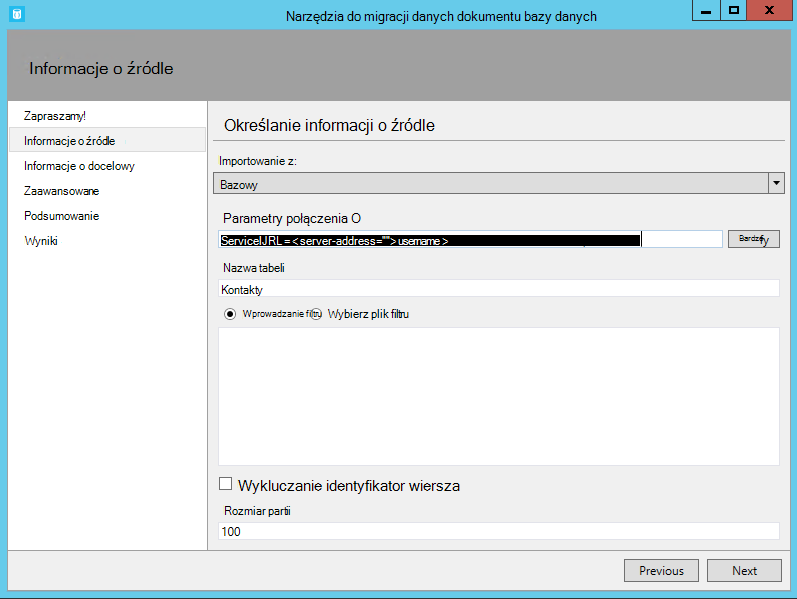 Narzędzia do migracji danych dokumentu bazy danych
Informacje o źródle
Zapraszamy!
Informacje o źródle
Informacje o docelowy
Zaawansowane
Podsumowanie
Wyniki
Określanie informacji o źródle
Importowanie z:
Bazowy
Parametry połączenia O
ServiceIJRL=<server-address="">username>
Nazwa tabeli
Kontakty
Wprowadzanie filtru Wybierz plik filtru
Wykluczanie identyfikator wiersza
Rozmiar partii
100
Previous Next